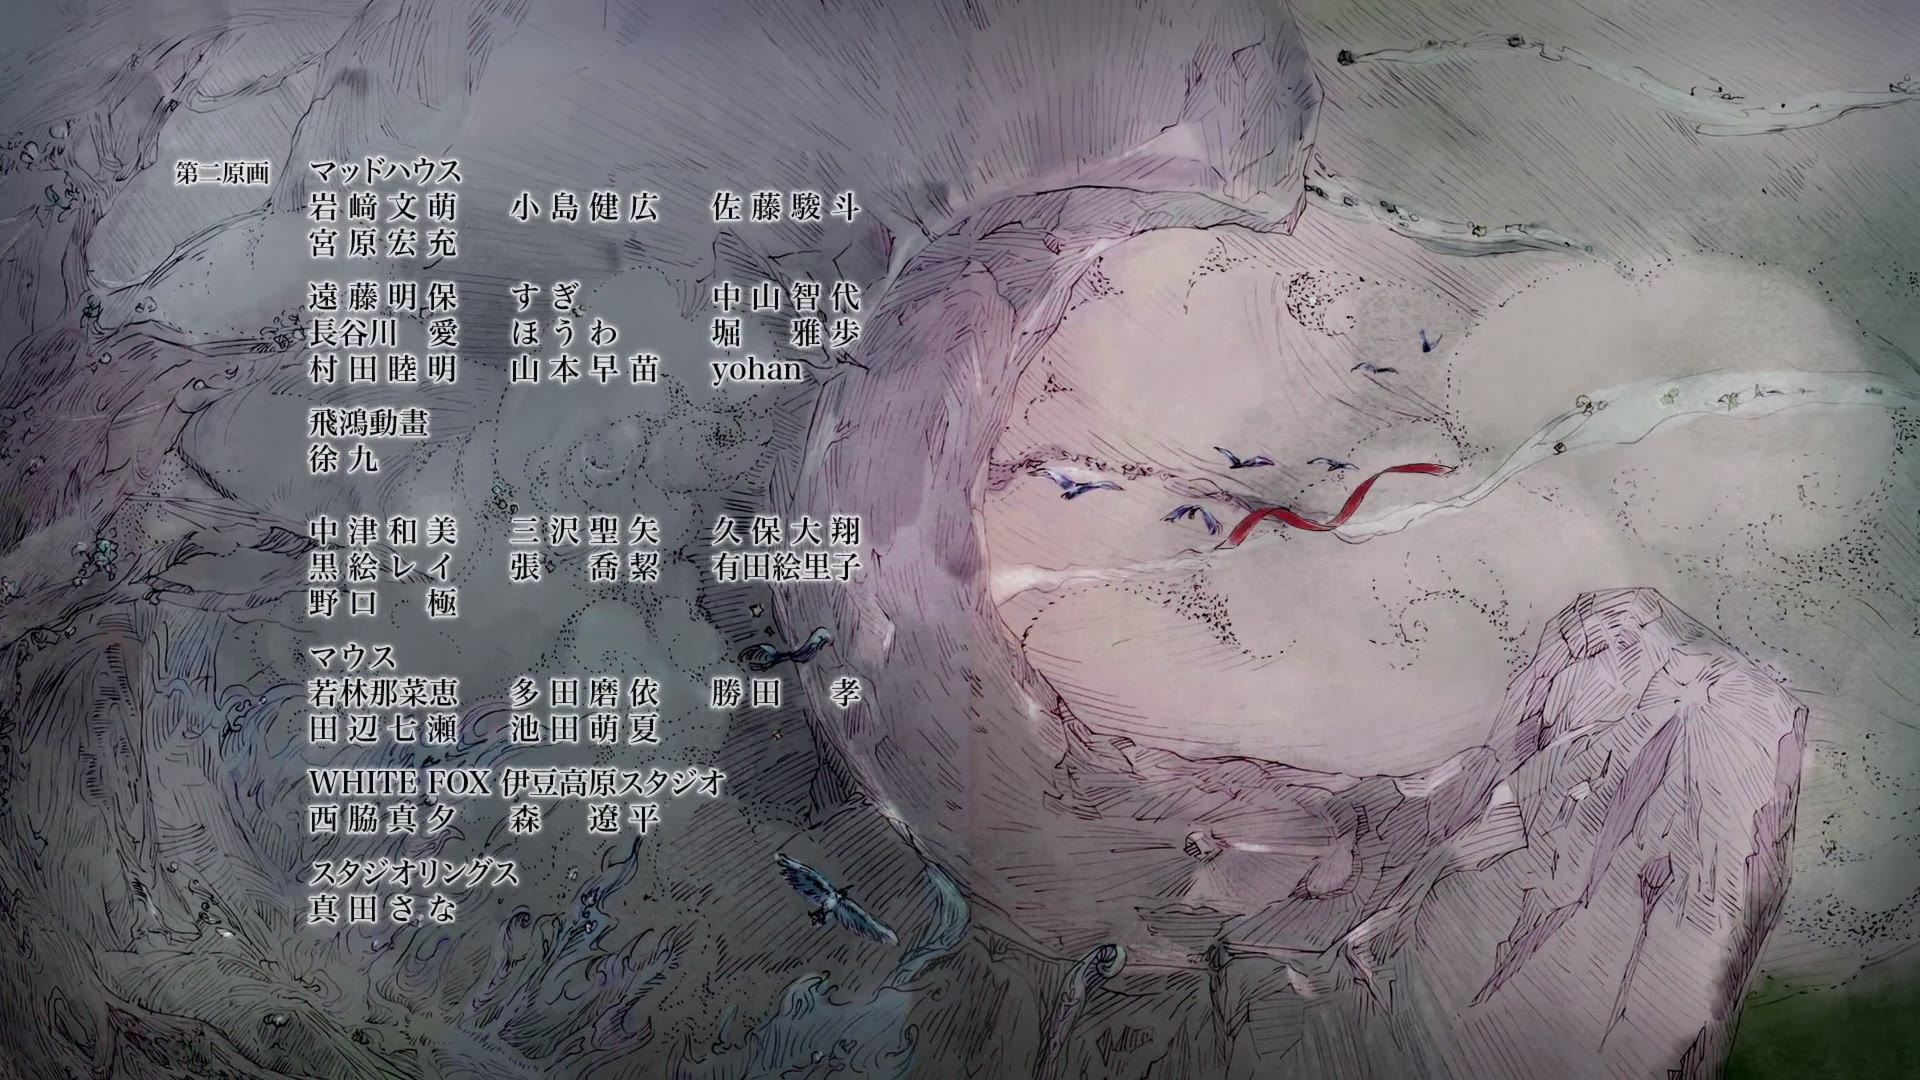 第二原画 マッドハウス
岩﨑文萌 小島健広 佐藤駿斗
宮原宏充
遠藤明保 すぎ 中山智代
長谷川 愛 ほうわ 堀 雅歩
村田睦明 山本早苗 yohan
飛鴻動畫
徐九
中津和美 三沢聖矢 久保大翔
黒絵レイ 張 喬絜 有田絵里子
野口 極
マウス
若林那菜恵 多田磨依 勝田 孝
田辺七瀬 池田萌夏
WHITE FOX 伊豆高原スタジオ
西脇真夕 森 遼平
スタジオリングス
真田さな